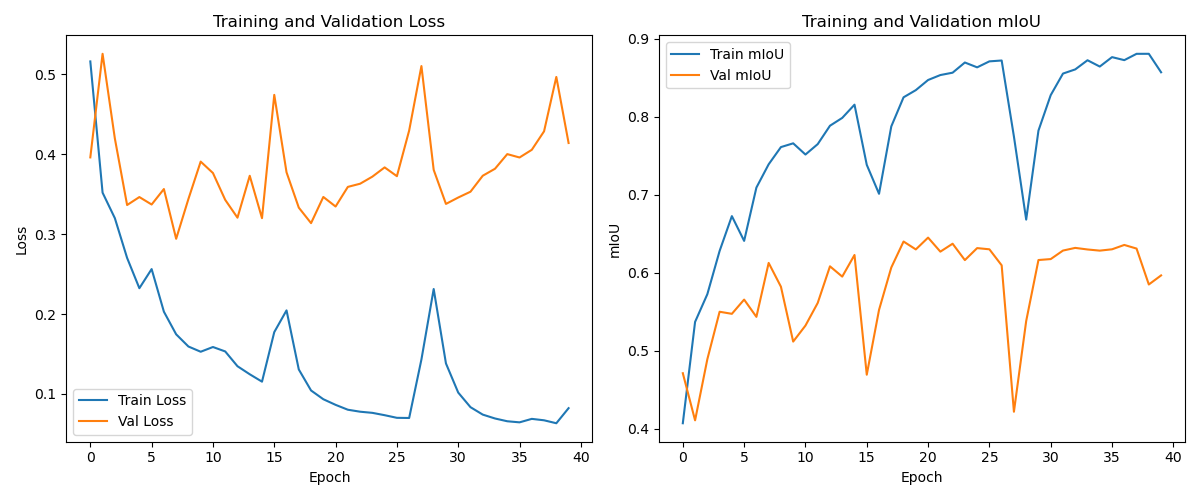 Training and Validation Loss
Loss
0.5
0.4
0.3
0.2
0.1
Train Loss
Val Loss
0 5 10 15 20 25 30 35 40
Epoch
Training and Validation mIoU
mIoU
0.9
0.8
0.7
0.6
0.5
0.4
Train mIoU
Val mIoU
0 5 10 15 20 25 30 35 40
Epoch